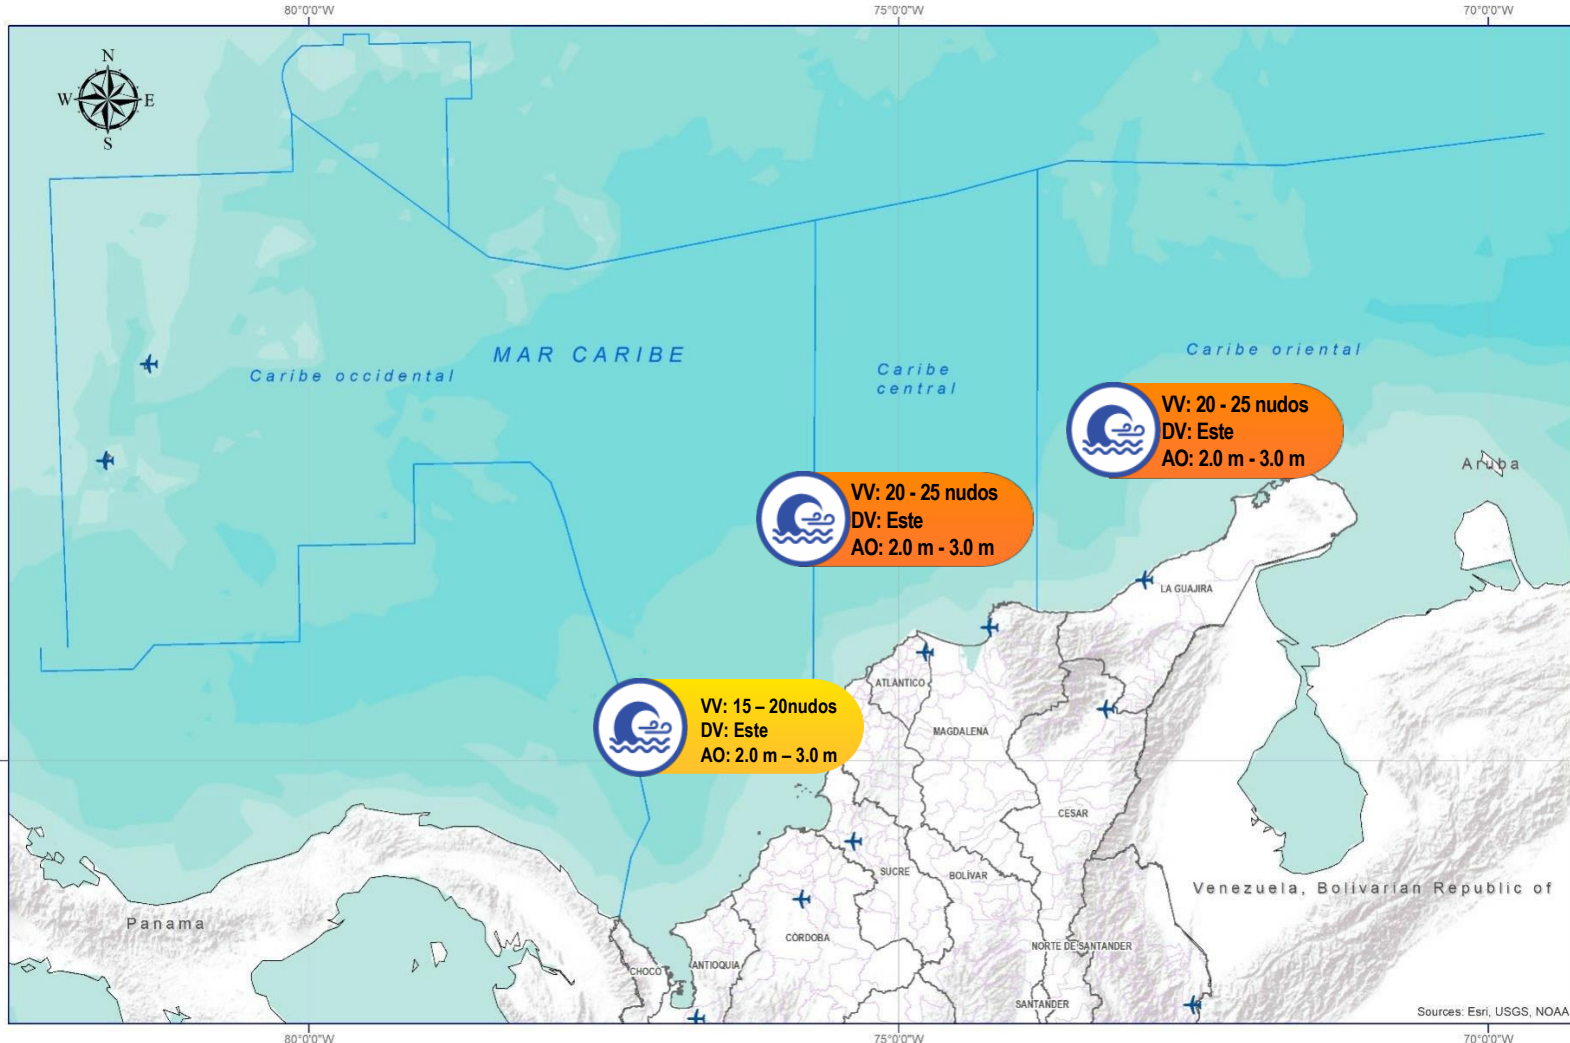 80°0'0"W
75°0'0"W
70°0'0"W
N
W
E
S
MAR CARIBE
Caribe occidental
Caribe
central
Caribe oriental
VV: 20 - 25 nudos
DV: Este
AO: 2.0 m - 3.0 m
Aruba
VV: 20 - 25 nudos
DV: Este
AO: 2.0 m - 3.0 m
LA GUAJIRA
ATLANTICO
VV: 15 – 20nudos
DV: Este
AO: 2.0 m – 3.0 m
MAGDALENA
CESAR
SUCRE
BOLÍVAR
Venezuela, Bolivarian Republic of
Panama
CÓRDOBA
NORTE DE SANTANDER
CHOCÓ
ANTIOQUIA
SANTANDER
Sources: Esri, USGS, NOAA
80°0'0"W
75°0'0"W
70°0'0"W